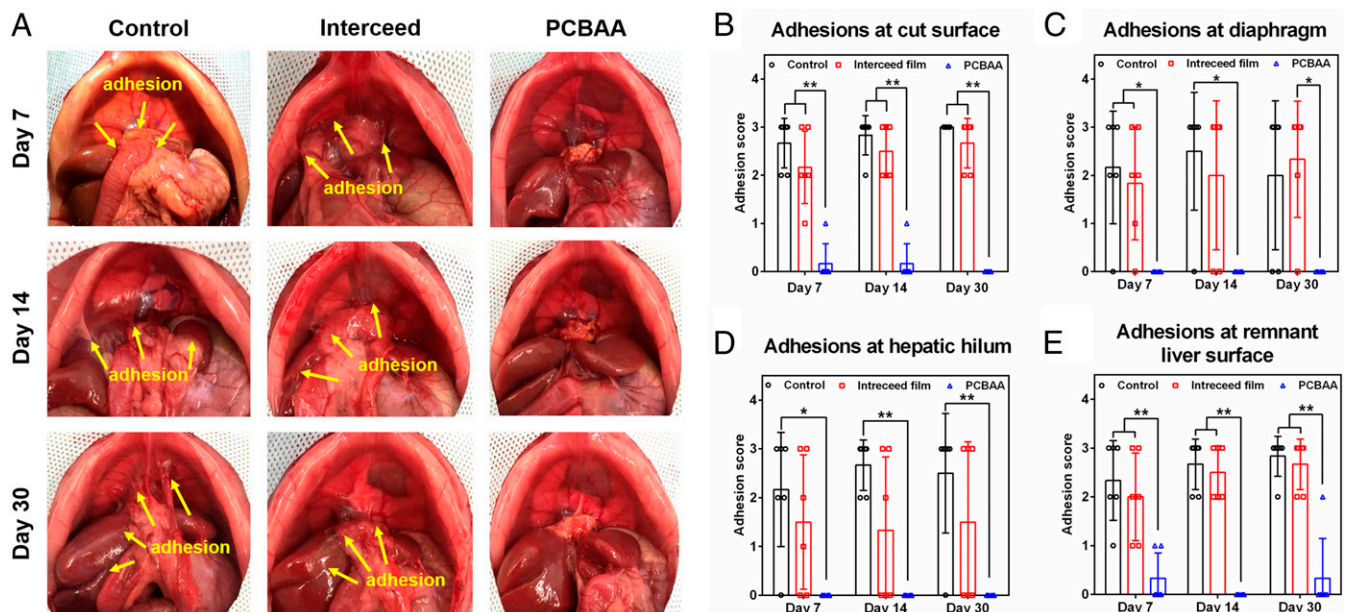 A
Control
Interceed
PCBAA
Day 7
adhesion
adhesion
Day 14
adhesion
adhesion
Day 30
adhesion
adhesion
B
Adhesions at cut surface
Control Intreceed film PCBAA
Adhesion score
4
3
2
1
0
** ** **
Day 7 Day 14 Day 30
C
Adhesions at diaphragm
Control Intreceed film PCBAA
Adhesion score
4
3
2
1
0
* * *
Day 7 Day 14 Day 30
D
Adhesions at hepatic hilum
Control Intreceed film PCBAA
Adhesion score
4
3
2
1
0
* ** **
Day 7 Day 14 Day 30
E
Adhesions at remnant
liver surface
Control Intreceed film PCBAA
Adhesion score
4
3
2
1
0
** ** **
Day 7 Day 14 Day 30